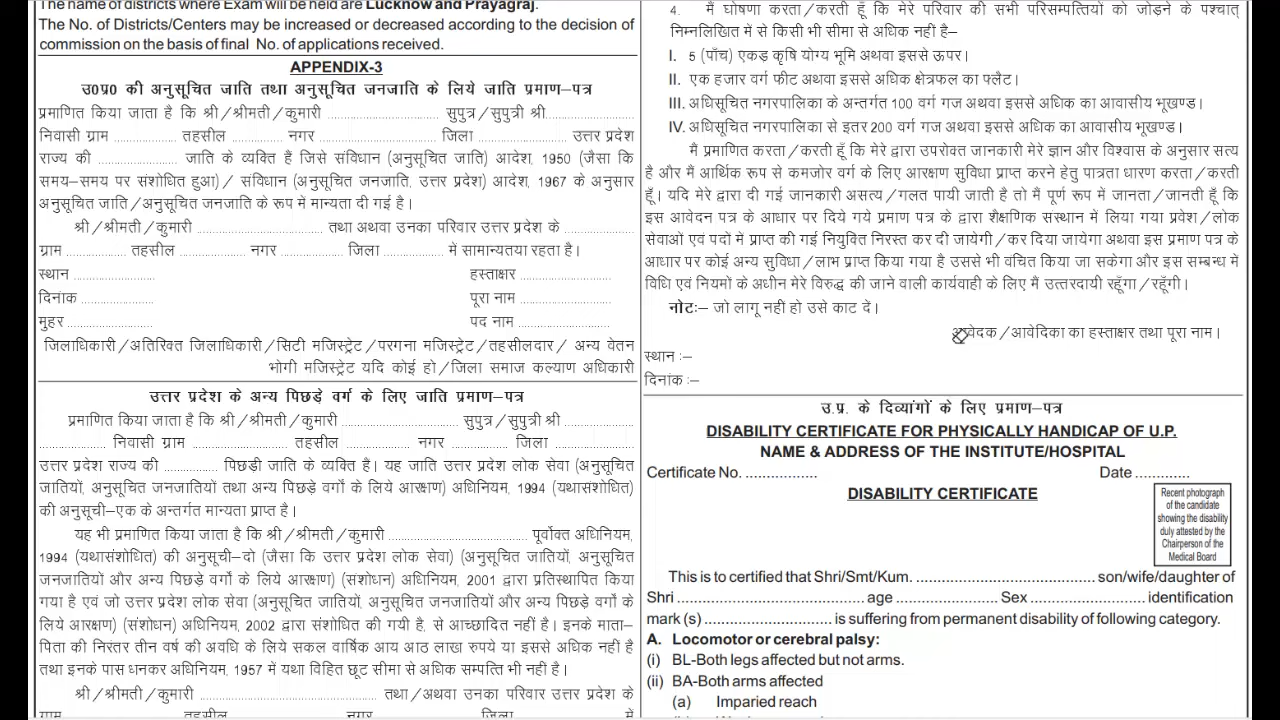 The name of districts where Exam will be held are Lucknow and Prayagraj.
The No. of Districts/Centers may be increased or decreased according to the decision of
commission on the basis of final No. of applications received.
APPENDIX-3
उ0प्र0 की अनुसूचित जाति तथा अनुसूचित जनजाति के लिये जाति प्रमाण–पत्र
प्रमाणित किया जाता है कि श्री/श्रीमती/कुमारी ............................ सुपुत्र/सुपुत्री श्री......................
निवासी ग्राम ..................... तहसील ..................... नगर .......................... जिला ........................ उत्तर प्रदेश
राज्य की ................... जाति के व्यक्ति हैं जिसे संविधान (अनुसूचित जाति) आदेश, 1950 (जैसा कि
समय–समय पर संशोधित हुआ)/ संविधान (अनुसूचित जनजाति, उत्तर प्रदेश) आदेश, 1967 के अनुसार
अनुसूचित जाति/अनुसूचित जनजाति के रूप में मान्यता दी गई है।
श्री/श्रीमती/कुमारी ............................... तथा अथवा उनका परिवार उत्तर प्रदेश के .................
ग्राम ............... तहसील ............... नगर ............... जिला ............... में सामान्यतया रहता है।
स्थान ....................
दिनांक ..................
मुहर .....................
हस्ताक्षर ......................
पूरा नाम ......................
पद नाम ......................
जिलाधिकारी/अतिरिक्त जिलाधिकारी/सिटी मजिस्ट्रेट/परगना मजिस्ट्रेट/तहसीलदार/ अन्य वेतन
भोगी मजिस्ट्रेट यदि कोई हो/जिला समाज कल्याण अधिकारी
उत्तर प्रदेश के अन्य पिछड़े वर्ग के लिए जाति प्रमाण–पत्र
प्रमाणित किया जाता है कि श्री/श्रीमती/कुमारी ............................. सुपुत्र/सुपुत्री श्री ..................
................ निवासी ग्राम ....................... तहसील ................... नगर ............... जिला .....................
उत्तर प्रदेश राज्य की ............. पिछड़ी जाति के व्यक्ति है। यह जाति उत्तर प्रदेश लोक सेवा (अनुसूचित
जातियों, अनुसूचित जनजातियों तथा अन्य पिछड़े वर्गों के लिये आरक्षण) अधिनियम, 1994 (यथासंशोधित)
की अनुसूची–एक के अन्तर्गत मान्यता प्राप्त है।
यह भी प्रमाणित किया जाता है कि श्री/श्रीमती/कुमारी .................................. पूर्वोक्त अधिनियम,
1994 (यथासंशोधित) की अनुसूची–दो (जैसा कि उत्तर प्रदेश लोक सेवा) (अनुसूचित जातियों, अनुसूचित
जनजातियों और अन्य पिछड़े वर्गों के लिये आरक्षण) (संशोधन) अधिनियम, 2001 द्वारा प्रतिस्थापित किया
गया है एवं जो उत्तर प्रदेश लोक सेवा (अनुसूचित जातियों, अनुसूचित जनजातियों और अन्य पिछड़े वर्गों के
लिये आरक्षण) (संशोधन) अधिनियम, 2002 द्वारा संशोधित की गयी है, से आच्छादित नहीं है। इनके माता–
पिता की निरंतर तीन वर्ष की अवधि के लिये सकल वार्षिक आय आठ लाख रुपये या इससे अधिक नहीं है
तथा इनके पास धनकर अधिनियम, 1957 में यथा विहित छूट सीमा से अधिक सम्पत्ति भी नहीं है।
श्री/श्रीमती/कुमारी ............................................ तथा/अथवा उनका परिवार उत्तर प्रदेश के
ग्राम ..................... तहसील ..................... नगर ..................... जिला ..................... में
4. मैं घोषणा करता/करती हूँ कि मेरे परिवार की सभी परिसम्पत्तियों को जोड़ने के पश्चात्
निम्नलिखित में से किसी भी सीमा से अधिक नहीं है–
I. 5 (पाँच) एकड़ कृषि योग्य भूमि अथवा इससे ऊपर।
II. एक हजार वर्ग फीट अथवा इससे अधिक क्षेत्रफल का फ्लैट।
III. अधिसूचित नगरपालिका के अन्तर्गत 100 वर्ग गज अथवा इससे अधिक का आवासीय भूखण्ड।
IV. अधिसूचित नगरपालिका से इतर 200 वर्ग गज अथवा इससे अधिक का आवासीय भूखण्ड।
मैं प्रमाणित करता/करती हूँ कि मेरे द्वारा उपरोक्त जानकारी मेरे ज्ञान और विश्वास के अनुसार सत्य
है और मैं आर्थिक रूप से कमजोर वर्ग के लिए आरक्षण सुविधा प्राप्त करने हेतु पात्रता धारण करता/करती
हूँ। यदि मेरे द्वारा दी गई जानकारी असत्य/गलत पायी जाती है तो मैं पूर्ण रूप में जानता/जानती हूँ कि
इस आवेदन पत्र के आधार पर दिये गये प्रमाण पत्र के द्वारा शैक्षणिक संस्थान में लिया गया प्रवेश/लोक
सेवाओं एवं पदों में प्राप्त की गई नियुक्ति निरस्त कर दी जायेगी/कर दिया जायेगा अथवा इस प्रमाण पत्र के
आधार पर कोई अन्य सुविधा/लाभ प्राप्त किया गया है उससे भी वंचित किया जा सकेगा और इस सम्बन्ध में
विधि एवं नियमों के अधीन मेरे विरुद्ध की जाने वाली कार्यवाही के लिए मैं उत्तरदायी रहूँगा/रहूँगी।
नोटः– जो लागू नहीं हो उसे काट दें।
आवेदक/आवेदिका का हस्ताक्षर तथा पूरा नाम।
स्थान :–
दिनांक :–
उ.प्र. के दिव्यांगों के लिए प्रमाण–पत्र
DISABILITY CERTIFICATE FOR PHYSICALLY HANDICAP OF U.P.
NAME & ADDRESS OF THE INSTITUTE/HOSPITAL
Certificate No. ................. Date .............
DISABILITY CERTIFICATE
Recent photograph
of the candidate
showing the disability
duly attested by the
Chairperson of the
Medical Board
This is to certified that Shri/Smt/Kum. .......................................... son/wife/daughter of
Shri ............................................ age ........................ Sex ........................... identification
mark (s) .............................. is suffering from permanent disability of following category.
A. Locomotor or cerebral palsy:
(i) BL-Both legs affected but not arms.
(ii) BA-Both arms affected
(a) Imparied reach